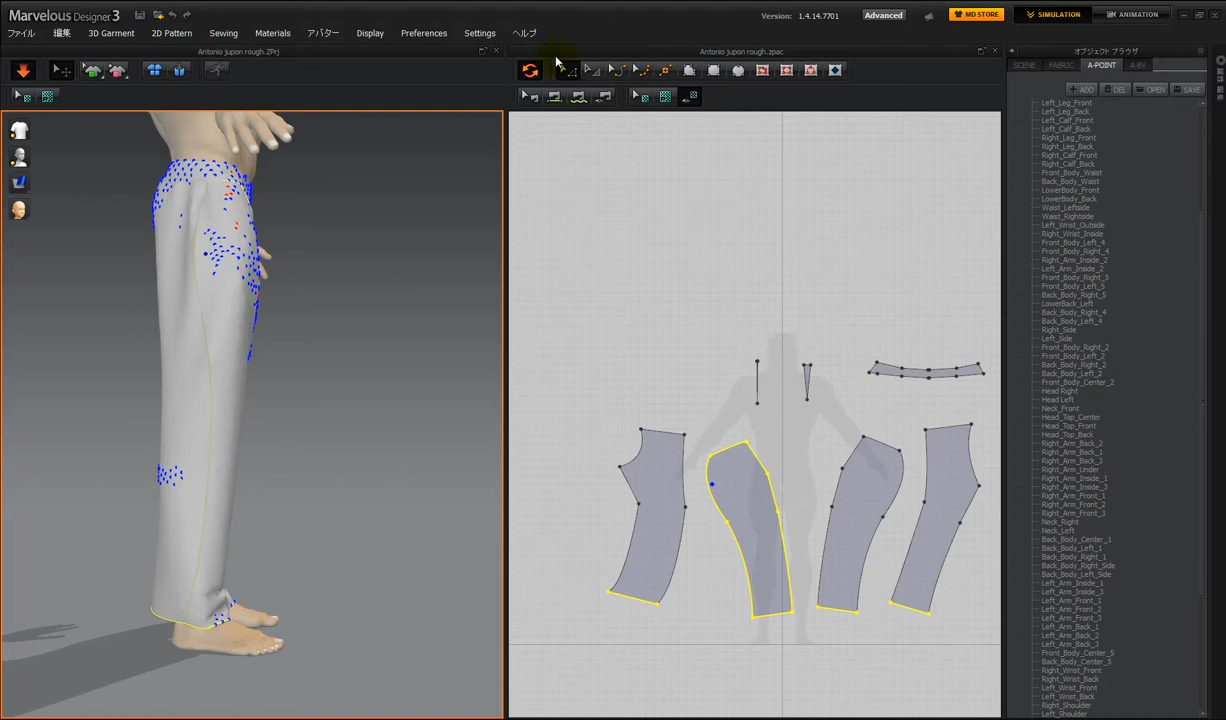 Marvelous Designer 3
Version: 1.4.14.7701
Advanced
MD STORE
SIMULATION
ANIMATION
ファイル 編集 3D Garment 2D Pattern Sewing Materials アバター Display Preferences Settings ヘルプ
Antonio jupon rough.ZPrj
Antonio jupon rough.zpac
オブジェクト ブラウザ
SCENE FABRIC A-POINT A-BV
ADD DEL OPEN SAVE
Left_Leg_Front
Left_Leg_Back
Left_Calf_Front
Left_Calf_Back
Right_Leg_Front
Right_Leg_Back
Right_Calf_Front
Right_Calf_Back
Front_Body_Waist
Back_Body_Waist
LowerBody_Front
LowerBody_Back
Waist_Leftside
Waist_Rightside
Left_Wrist_Outside
Right_Wrist_Inside
Front_Body_Left_4
Front_Body_Right_4
Right_Arm_Inside_2
Left_Arm_Inside_2
Front_Body_Right_5
Front_Body_Left_5
Back_Body_Right_5
LowerBack_Left
Back_Body_Right_4
Back_Body_Left_4
Right_Side
Left_Side
Front_Body_Right_2
Front_Body_Left_2
Back_Body_Left_2
Front_Body_Center_2
Head Right
Head Left
Neck_Front
Head_Top_Center
Head_Top_Front
Head_Top_Back
Right_Arm_Back_2
Right_Arm_Back_1
Right_Arm_Back_3
Right_Arm_Under
Right_Arm_Inside_1
Right_Arm_Inside_3
Right_Arm_Front_1
Right_Arm_Front_2
Right_Arm_Front_3
Neck_Right
Neck_Left
Back_Body_Center_1
Back_Body_Left_1
Back_Body_Right_1
Back_Body_Right_Side
Back_Body_Left_Side
Left_Arm_Inside_1
Left_Arm_Inside_3
Left_Arm_Front_1
Left_Arm_Front_2
Left_Arm_Front_3
Left_Arm_Back_1
Left_Arm_Back_2
Left_Arm_Back_3
Front_Body_Center_5
Back_Body_Center_5
Right_Wrist_Front
Right_Wrist_Back
Left_Wrist_Front
Left_Wrist_Back
Right_Shoulder
Left_Shoulder